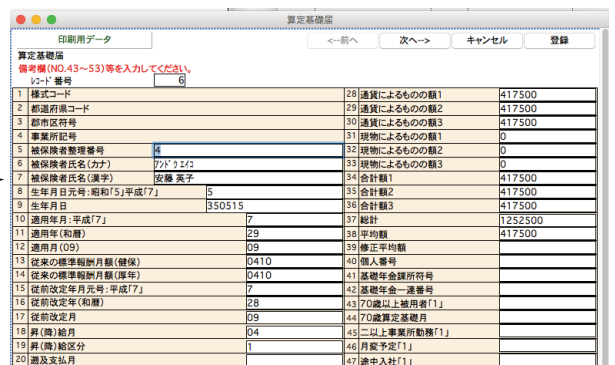 算定基礎届
印刷用データ
<--前へ
次へ-->
キャンセル
登録
算定基礎届
備考欄(NO.43～53)等を入力してください。
ﾚｺｰﾄﾞ番号 6
1 様式コード
2 都道府県コード
3 郡市区符号
4 事業所記号
5 被保険者整理番号 4
6 被保険者氏名(カナ) ｱﾝﾄﾞｳ ｴｲｺ
7 被保険者氏名(漢字) 安藤 英子
8 生年月日元号:昭和「5」平成「7」 5
9 生年月日 350515
10 適用年月:平成「7」 7
11 適用年(和暦) 29
12 適用月(09) 09
13 従来の標準報酬月額(健保) 0410
14 従来の標準報酬月額(厚年) 0410
15 従前改定年月元号:平成「7」 7
16 従前改定年(和暦) 28
17 従前改定月 09
18 昇(降)給月 04
19 昇(降)給区分 1
20 遡及支払月
28 通貨によるものの額1 417500
29 通貨によるものの額2 417500
30 通貨によるものの額3 417500
31 現物によるものの額1 0
32 現物によるものの額2 0
33 現物によるものの額3 0
34 合計額1 417500
35 合計額2 417500
36 合計額3 417500
37 総計 1252500
38 平均額 417500
39 修正平均額
40 個人番号
41 基礎年金課所符号
42 基礎年金一連番号
43 70歳以上被用者「1」
44 70歳算定基礎月
45 二以上事業所勤務「1」
46 月変予定「1」
47 途中入社「1」